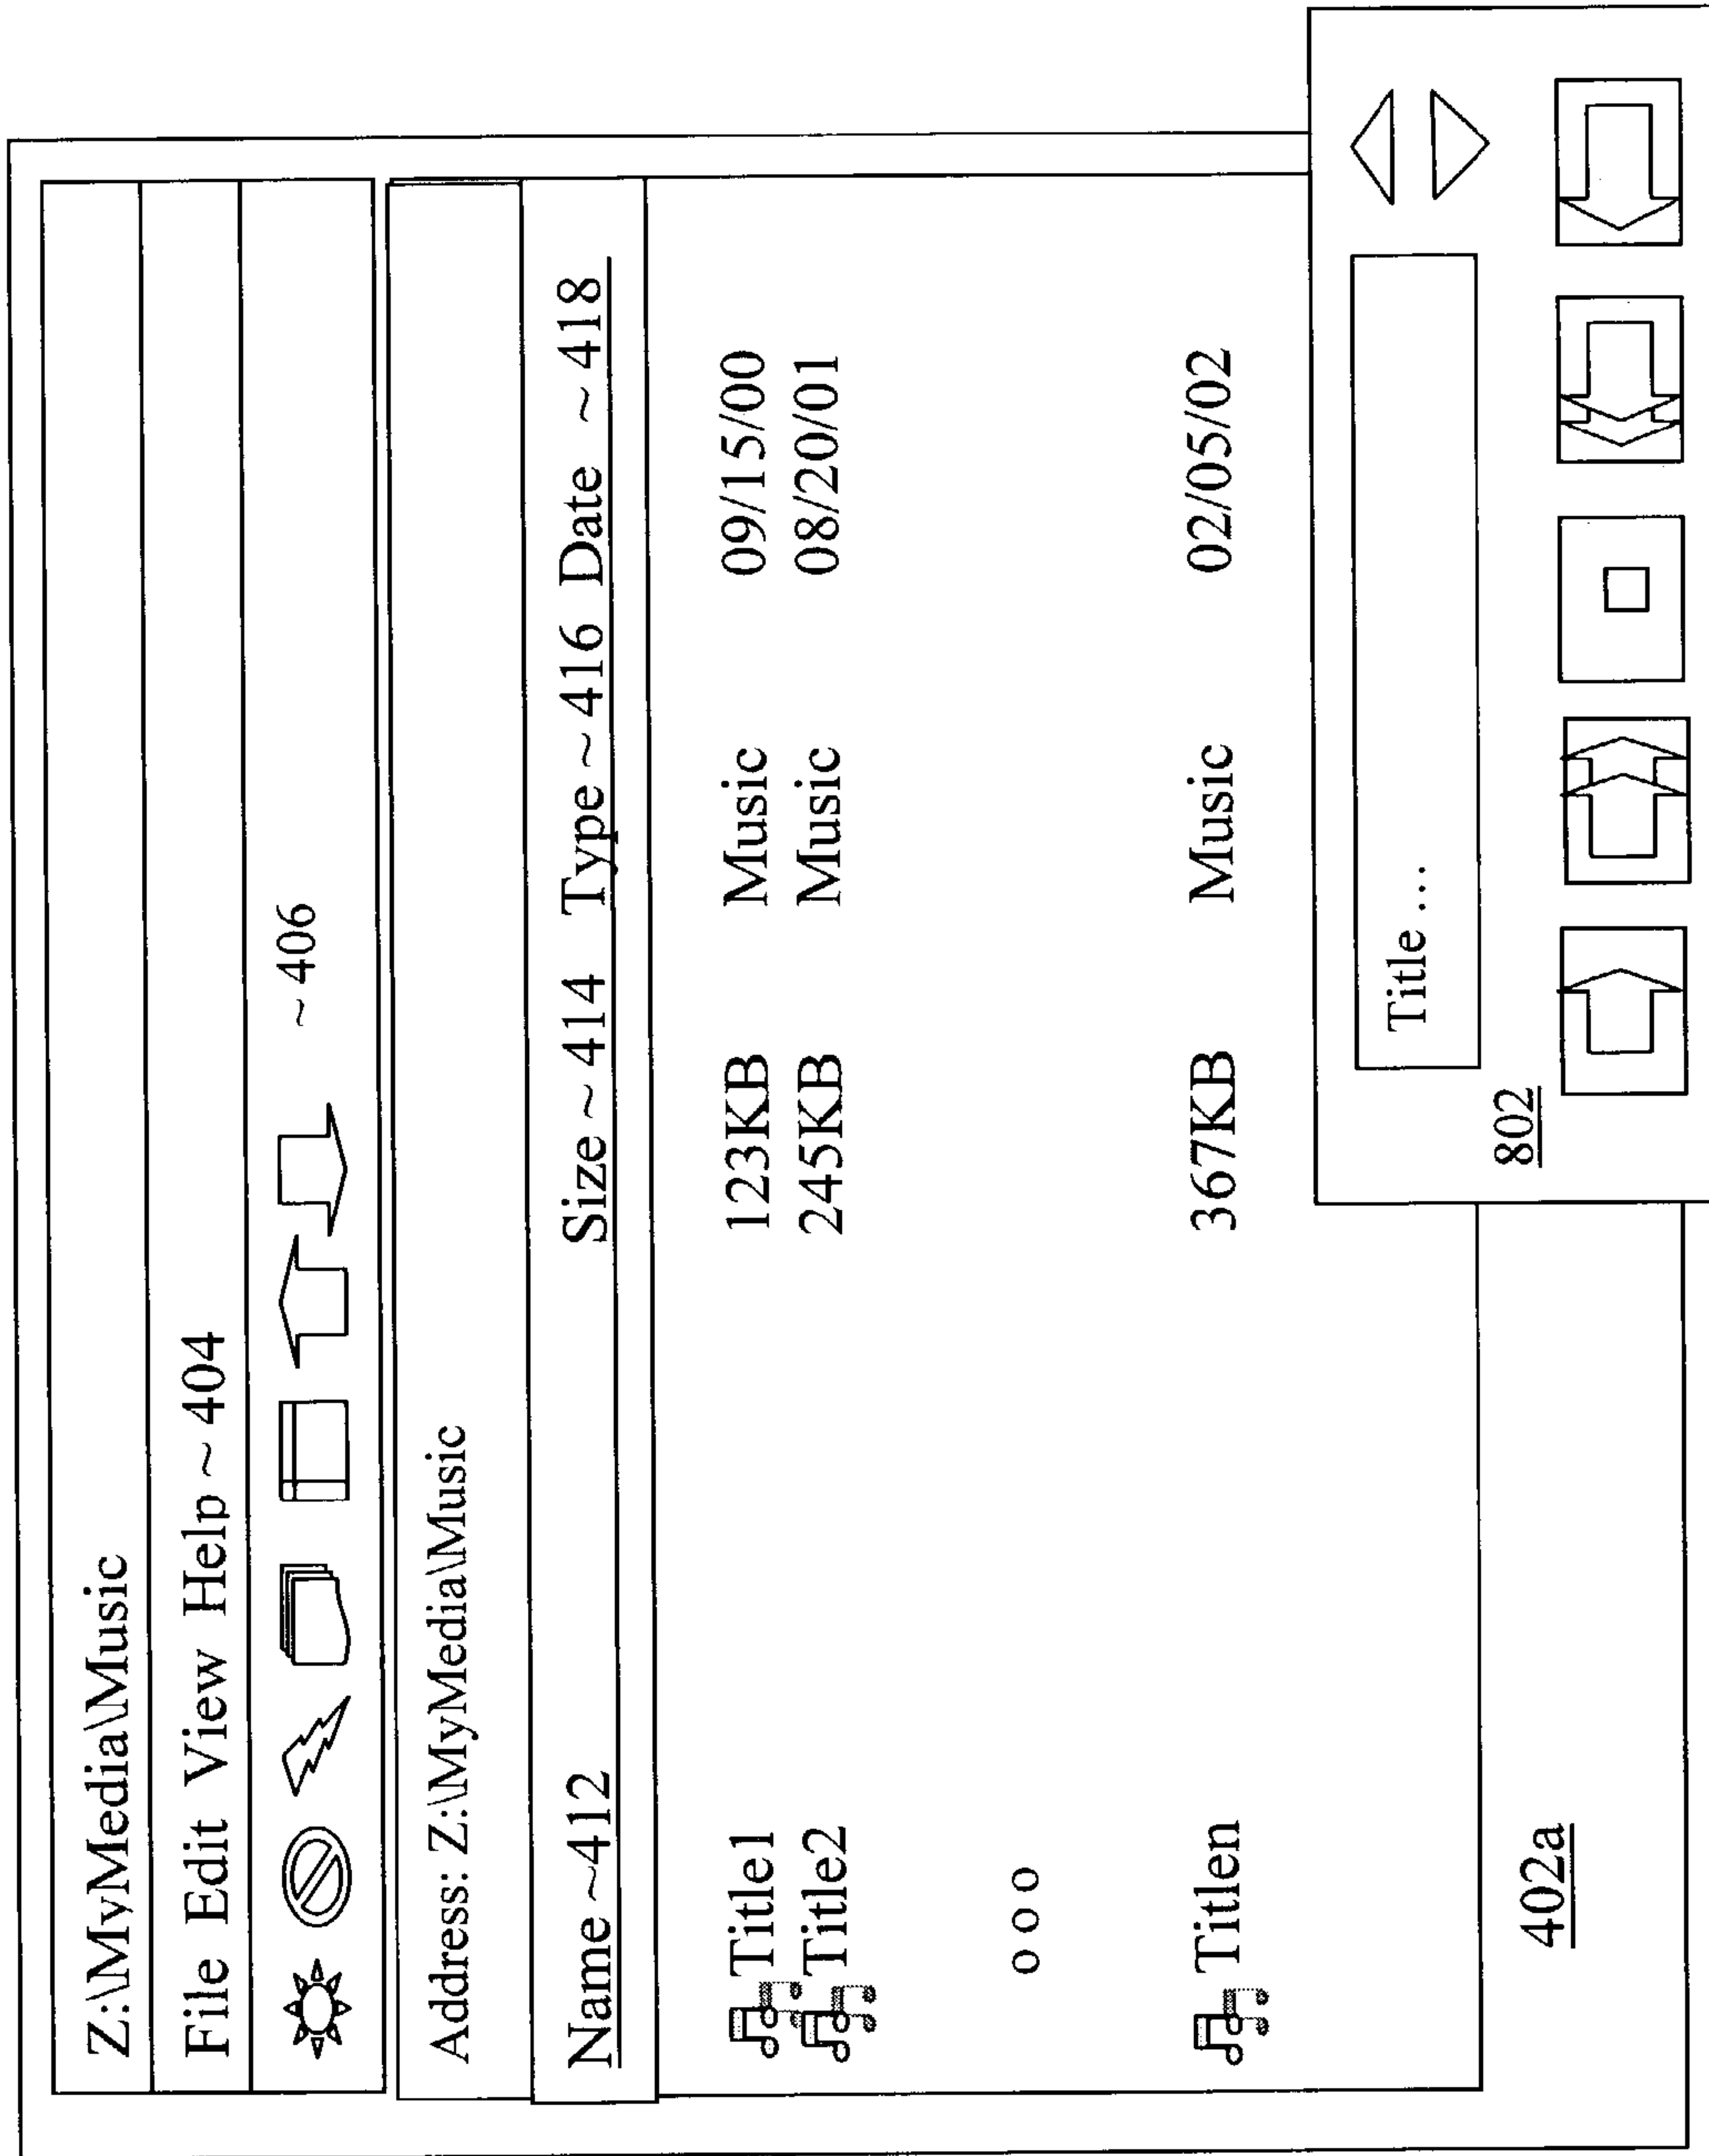 Z:\MyMedia\Music
File Edit View Help ~ 404
~ 406
Address: Z:\MyMedia\Music
Name ~412 Size ~ 414 Type ~ 416 Date ~ 418
Title1 123KB Music 09/15/00
Title2 245KB Music 08/20/01
o o o
Titlen 367KB Music 02/05/02
Title ....
802
402a